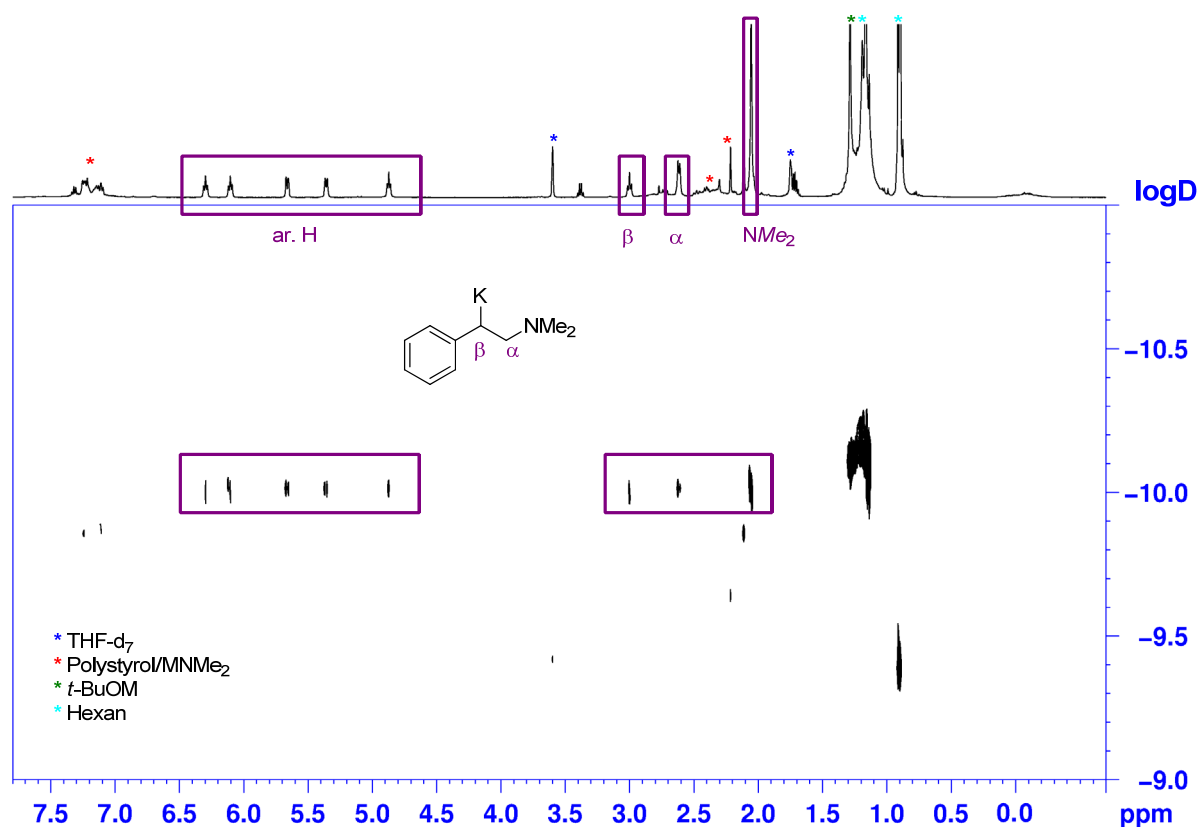 * * * * * * * *
logD
ar. H
β
α
NMe₂
K
NMe₂
β
α
−10.5
−10.0
* THF-d₇
* Polystyrol/MNMe₂
* t-BuOM
* Hexan
−9.5
−9.0
7.5 7.0 6.5 6.0 5.5 5.0 4.5 4.0 3.5 3.0 2.5 2.0 1.5 1.0 0.5 0.0 ppm